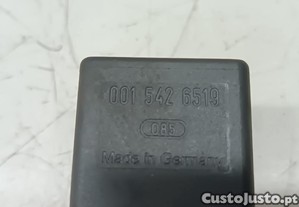 001 542 6519
Made in Germany
CustoJusto.pt